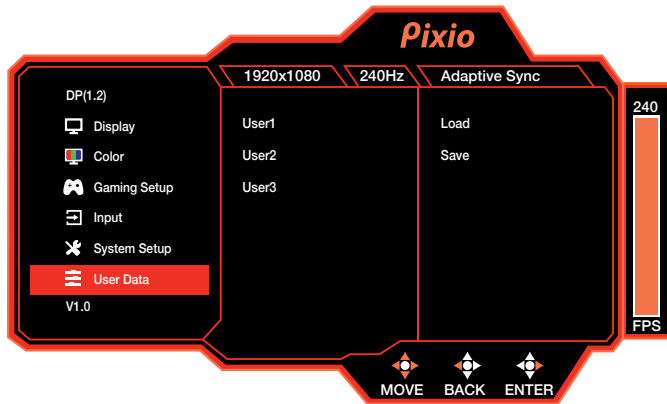 Pixio
1920x1080 240Hz Adaptive Sync
DP(1.2)
Display
Color
Gaming Setup
Input
System Setup
User Data
V1.0
User1
User2
User3
Load
Save
240
FPS
MOVE BACK ENTER